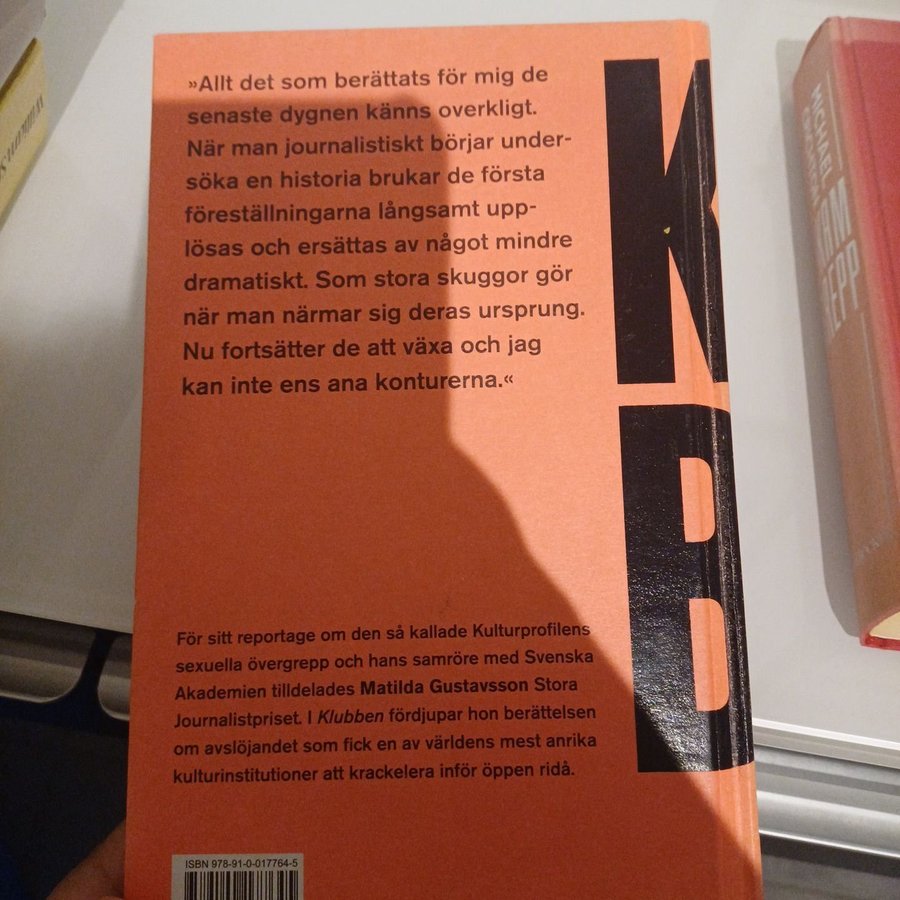 »Allt det som berättats för mig de
senaste dygnen känns overkligt.
När man journalistiskt börjar under-
söka en historia brukar de första
föreställningarna långsamt upp-
lösas och ersättas av något mindre
dramatiskt. Som stora skuggor gör
när man närmar sig deras ursprung.
Nu fortsätter de att växa och jag
kan inte ens ana konturerna.«
För sitt reportage om den så kallade Kulturprofilens
sexuella övergrepp och hans samröre med Svenska
Akademien tilldelades Matilda Gustavsson Stora
Journalistpriset. I Klubben fördjupar hon berättelsen
om avslöjandet som fick en av världens mest anrika
kulturinstitutioner att krackelera inför öppen ridå.
ISBN 978-91-0-017764-5
K
B
MICHAEL